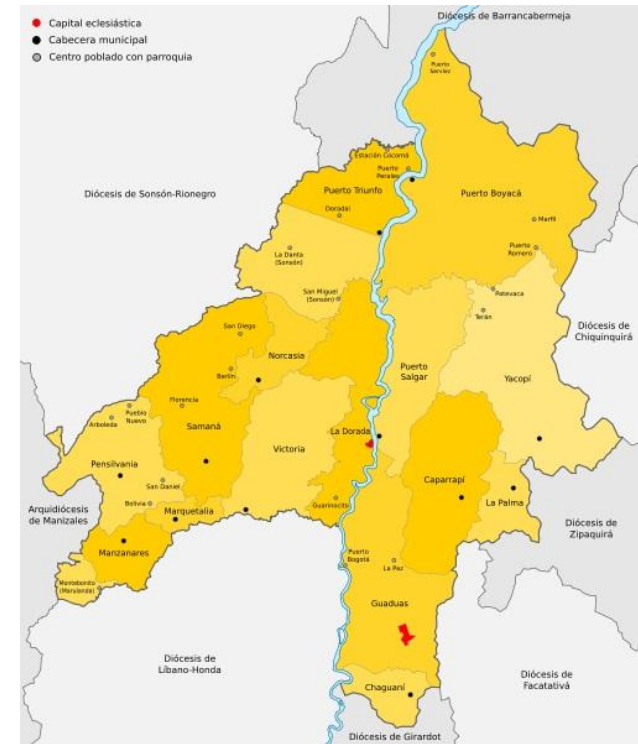 Capital eclesiástica
Cabecera municipal
Centro poblado con parroquia
Diócesis de Barrancabermeja
Puerto
Serviez
Estación Cocorná
Puerto
Perales
Puerto Triunfo
Doradal
Puerto Boyacá
Marfil
Puerto
Romero
Diócesis de Sonsón-Rionegro
La Danta
(Sonsón)
San Miguel
(Sonsón)
Patevaca
Terán
Diócesis de
Chiquinquirá
San Diego
Norcasia
Berlín
Puerto
Salgar
Yacopí
Florencia
Pueblo
Nuevo
Arboleda
Samaná
La Dorada
Victoria
Pensilvania
San Daniel
Caparrapí
La Palma
Bolivia
Guarinocito
Arquidiócesis
de Manizales
Marquetalia
Diócesis de
Zipaquirá
Manzanares
Puerto
Bogotá
La Paz
Montebonito
(Marulanda)
Guaduas
Diócesis de
Líbano-Honda
Diócesis de
Facatativá
Chaguaní
Diócesis de Girardot